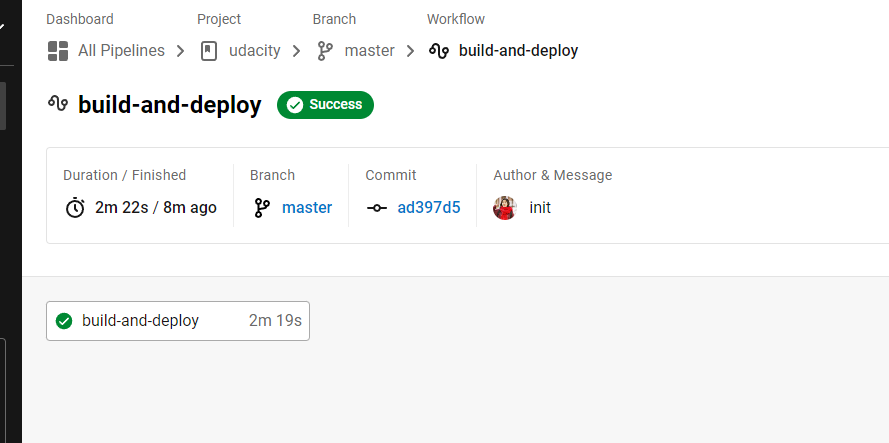 Dashboard Project Branch Workflow
All Pipelines udacity master build-and-deploy
build-and-deploy Success
Duration / Finished Branch Commit Author & Message
2m 22s / 8m ago master ad397d5 init
build-and-deploy 2m 19s